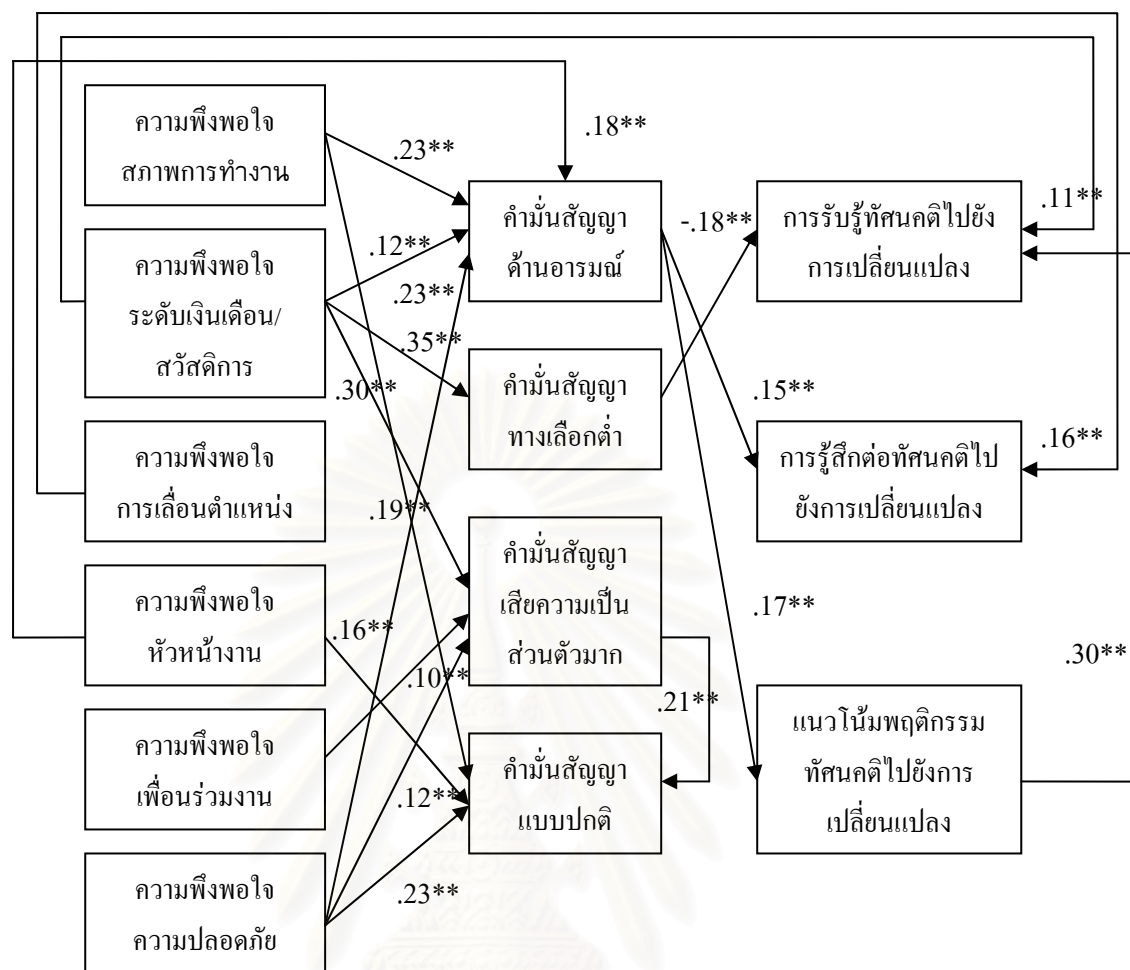 ความพึงพอใจ
สภาพการทำงาน
ความพึงพอใจ
ระดับเงินเดือน/
สวัสดิการ
ความพึงพอใจ
การเลื่อนตำแหน่ง
ความพึงพอใจ
หัวหน้างาน
ความพึงพอใจ
เพื่อนร่วมงาน
ความพึงพอใจ
ความปลอดภัย
.18**
.23**
.12**
.23**
.35**
.30**
.19**
.16**
.10**
.12**
.23**
คำมั่นสัญญา
ด้านอารมณ์
คำมั่นสัญญา
ทางเลือกต่ำ
คำมั่นสัญญา
เสียความเป็น
ส่วนตัวมาก
คำมั่นสัญญา
แบบปกติ
-.18**
.15**
.17**
.21**
การรับรู้ทัศนคติไปยัง
การเปลี่ยนแปลง
การรู้สึกต่อทัศนคติไป
ยังการเปลี่ยนแปลง
แนวโน้มพฤติกรรม
ทัศนคติไปยังการ
เปลี่ยนแปลง
.11**
.16**
.30**